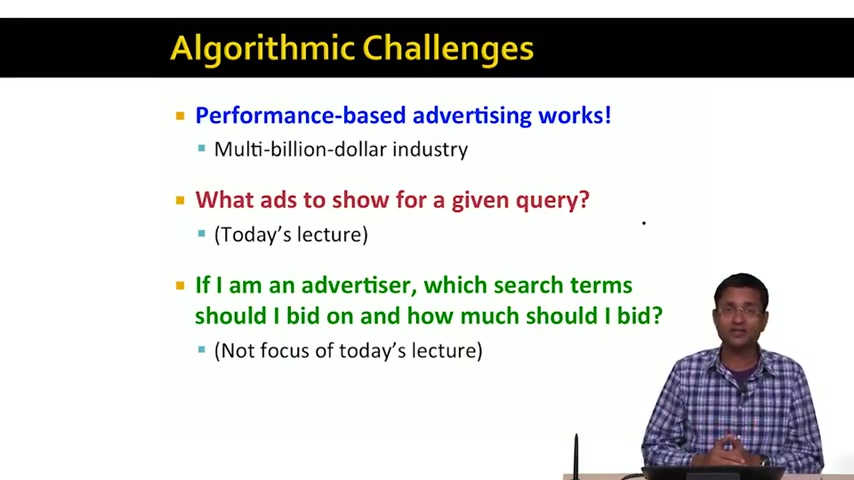 Algorithmic Challenges
Performance-based advertising works!
Multi-billion-dollar industry
What ads to show for a given query?
(Today's lecture)
If I am an advertiser, which search terms
should I bid on and how much should I bid?
(Not focus of today's lecture)